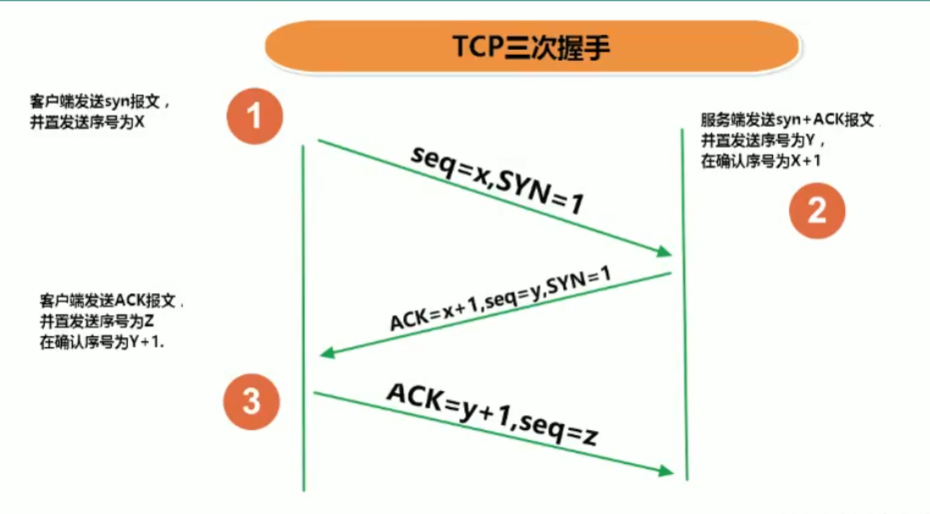 TCP三次握手
客户端发送syn报文，
并置发送序号为X
1
服务端发送syn+ACK报文
并置发送序号为Y，
在确认序号为X+1
2
seq=x,SYN=1
ACK=x+1,seq=y,SYN=1
客户端发送ACK报文，
并置发送序号为Z
在确认序号为Y+1.
3
ACK=y+1,seq=z